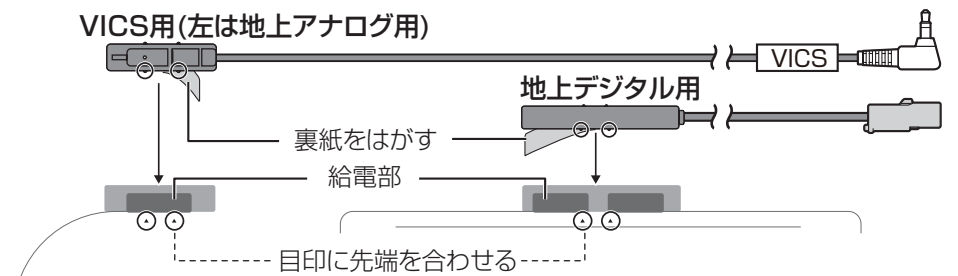 VICS用(左は地上アナログ用)
VICS
地上デジタル用
裏紙をはがす
給電部
目印に先端を合わせる